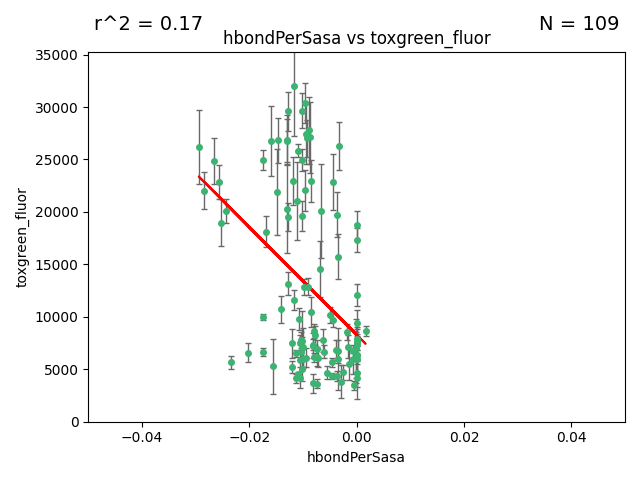 r^2 = 0.17
N = 109
hbondPerSasa vs toxgreen_fluor
35000
30000
25000
20000
15000
10000
5000
0
toxgreen_fluor
−0.04
−0.02
0.00
0.02
0.04
hbondPerSasa